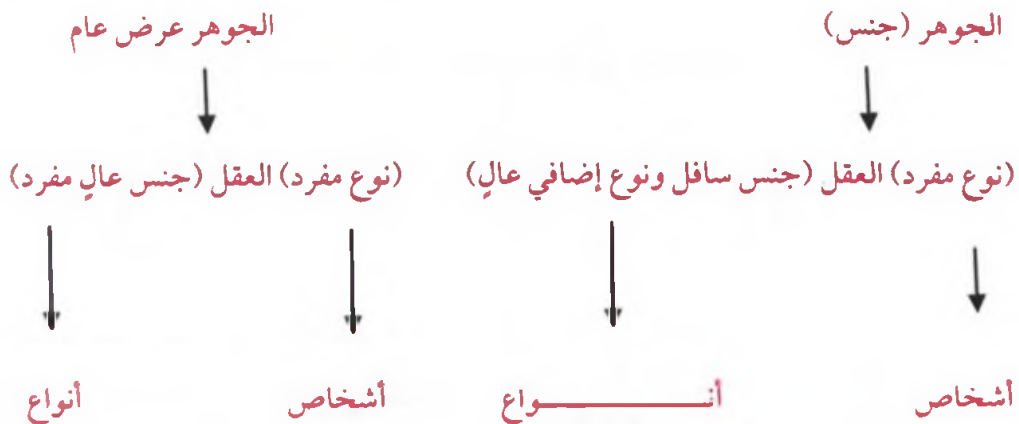 الجوهر (جنس) الجوهر عرض عام
(نوع مفرد) العقل (جنس سافل ونوع إضافي عالٍ) (نوع مفرد) العقل (جنس عالٍ مفرد)
أشخاص أنـــــــــــــواع أشخاص أنواع